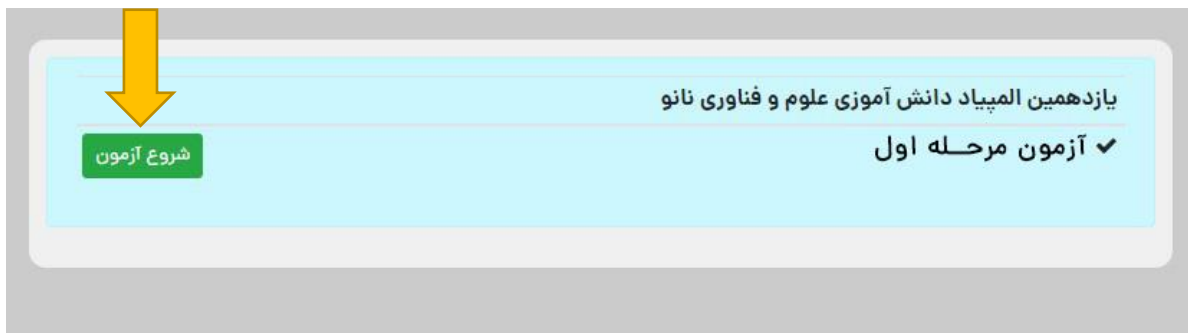 یازدهمین المپیاد دانش آموزی علوم و فناوری نانو
آزمون مرحـــله اول
شروع آزمون